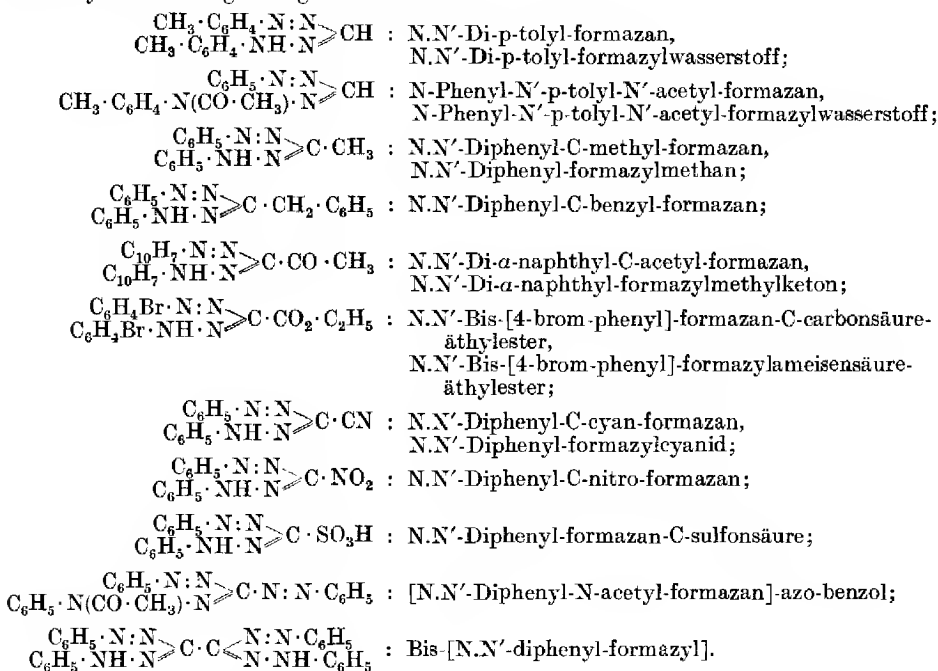 CH₃·C₆H₄·N:N
CH₃·C₆H₄·NH·N>CH : N.N′-Di-p-tolyl-formazan,
N.N′-Di-p-tolyl-formazylwasserstoff;
C₆H₅·N:N
CH₃·C₆H₄·N(CO·CH₃)·N>CH : N-Phenyl-N′-p-tolyl-N′-acetyl-formazan,
N-Phenyl-N′-p-tolyl-N′-acetyl-formazylwasserstoff;
C₆H₅·N:N
C₆H₅·NH·N>C·CH₃ : N.N′-Diphenyl-C-methyl-formazan,
N.N′-Diphenyl-formazylmethan;
C₆H₅·N:N
C₆H₅·NH·N>C·CH₂·C₆H₅ : N.N′-Diphenyl-C-benzyl-formazan;
C₁₀H₇·N:N
C₁₀H₇·NH·N>C·CO·CH₃ : N.N′-Di-α-naphthyl-C-acetyl-formazan,
N.N′-Di-α-naphthyl-formazylmethylketon;
C₆H₄Br·N:N
C₆H₄Br·NH·N>C·CO₂·C₂H₅ : N.N′-Bis-[4-brom-phenyl]-formazan-C-carbonsäure-
äthylester,
N.N′-Bis-[4-brom-phenyl]-formazylameisensäure-
äthylester;
C₆H₅·N:N
C₆H₅·NH·N>C·CN : N.N′-Diphenyl-C-cyan-formazan,
N.N′-Diphenyl-formazylcyanid;
C₆H₅·N:N
C₆H₅·NH·N>C·NO₂ : N.N′-Diphenyl-C-nitro-formazan;
C₆H₅·N:N
C₆H₅·NH·N>C·SO₃H : N.N′-Diphenyl-formazan-C-sulfonsäure;
C₆H₅·N:N
C₆H₅·N(CO·CH₃)·N>C·N:N·C₆H₅ : [N.N′-Diphenyl-N-acetyl-formazan]-azo-benzol;
C₆H₅·N:N>C·C<N:N·C₆H₅
C₆H₅·NH·N>C·C<N·NH·C₆H₅ : Bis-[N.N′-diphenyl-formazyl].